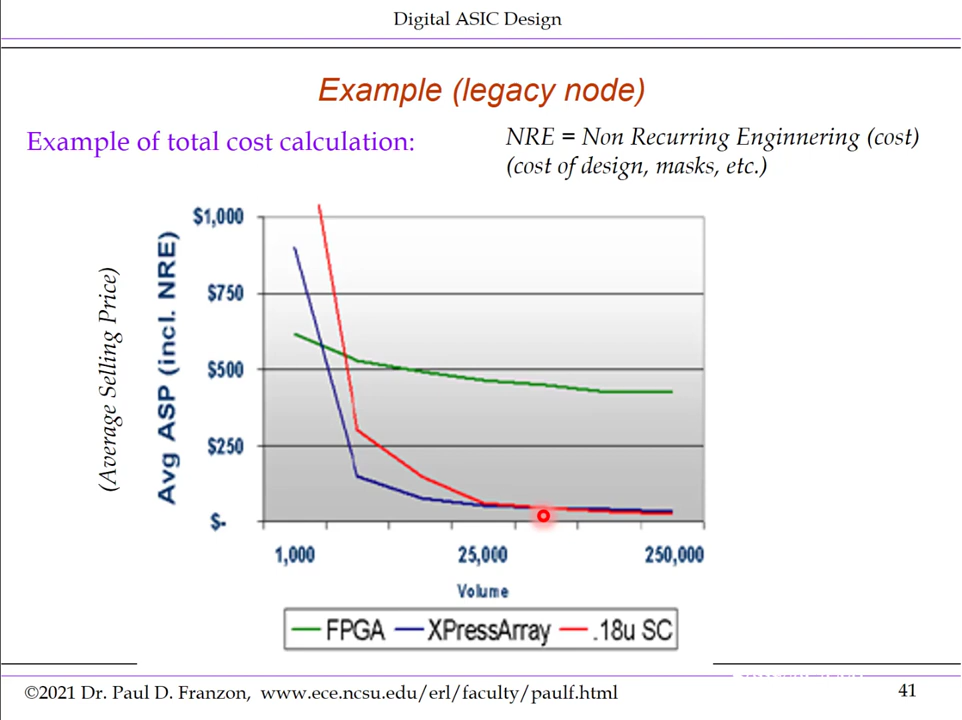 Digital ASIC Design
Example (legacy node)
Example of total cost calculation:
NRE = Non Recurring Enginnering (cost)
(cost of design, masks, etc.)
(Average Selling Price)
Avg ASP (incl. NRE)
$1,000
$750
$500
$250
$-
1,000
25,000
250,000
Volume
FPGA XPressArray .18u SC
©2021 Dr. Paul D. Franzon, www.ece.ncsu.edu/erl/faculty/paulf.html
41